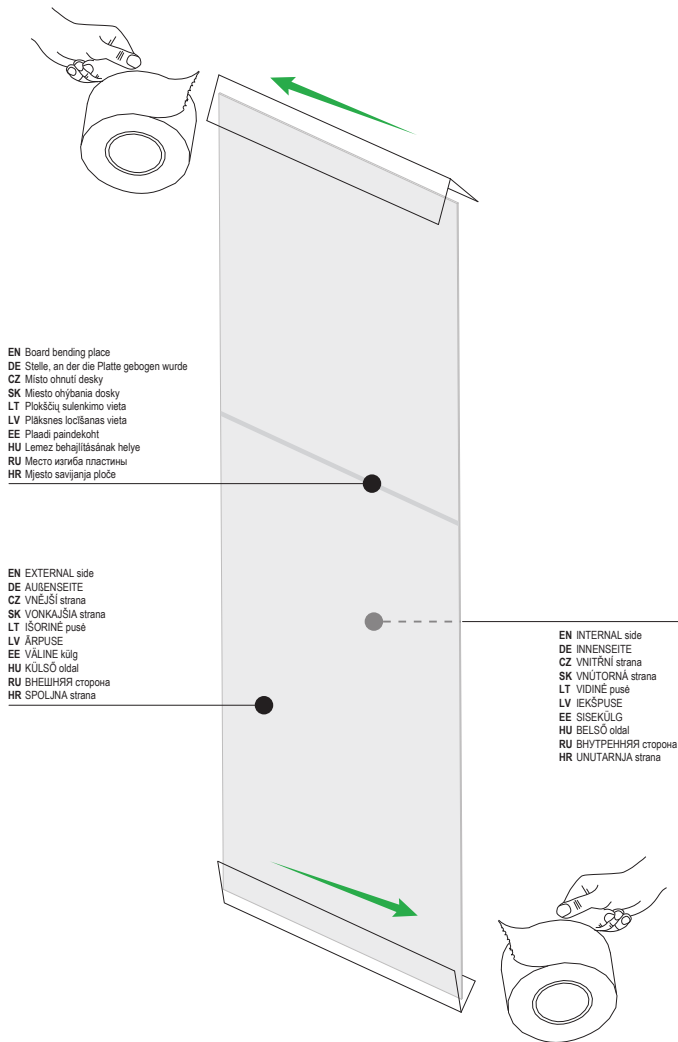 EN Board bending place
DE Stelle, an der die Platte gebogen wurde
CZ Místo ohnutí desky
SK Miesto ohýbania dosky
LT Plokščių sulenkimo vieta
LV Plāksnes locīšanas vieta
EE Plaadi paindekoht
HU Lemez behajlításának helye
RU Место изгиба пластины
HR Mjesto savijanja ploče
EN EXTERNAL side
DE AUßENSEITE
CZ VNĚJŠÍ strana
SK VONKAJŠIA strana
LT IŠORINĖ pusė
LV ĀRPUSE
EE VÄLINE külg
HU KÜLSŐ oldal
RU ВНЕШНЯЯ сторона
HR SPOLJNA strana
EN INTERNAL side
DE INNENSEITE
CZ VNITŘNÍ strana
SK VNÚTORNÁ strana
LT VIDINĖ pusė
LV IEKŠPUSE
EE SISEKÜLG
HU BELSŐ oldal
RU ВНУТРЕННЯЯ сторона
HR UNUTARNJA strana